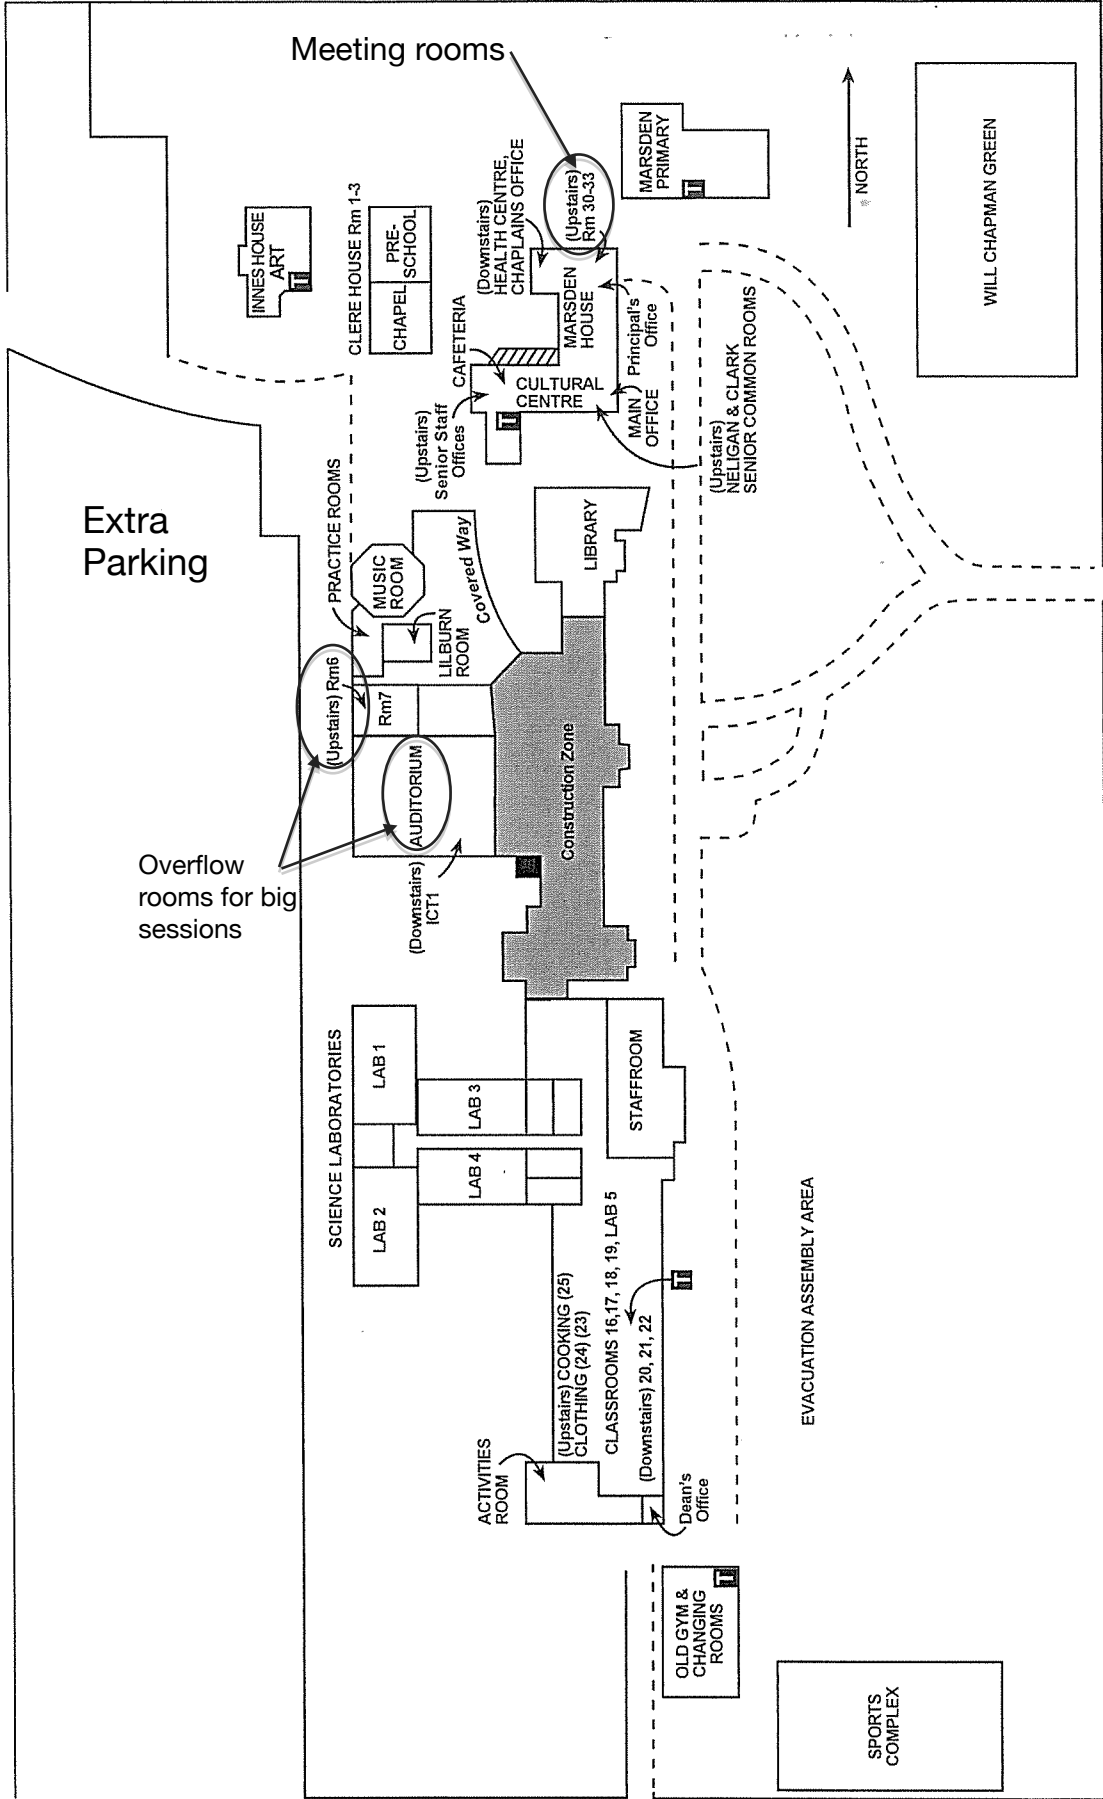 Meeting rooms
Extra
Parking
Overflow
rooms for big
sessions
NORTH
WILL CHAPMAN GREEN
MARSDEN
PRIMARY
T
INNES HOUSE
ART
T
CLERE HOUSE Rm 1-3
CHAPEL
PRE-
SCHOOL
(Downstairs)
HEALTH CENTRE,
CHAPLAINS OFFICE
(Upstairs)
Rm 30-33
MARSDEN
HOUSE
Principal's
Office
CAFETERIA
CULTURAL
CENTRE
MAIN
OFFICE
(Upstairs)
Senior Staff
Offices
T
(Upstairs)
NELIGAN & CLARK
SENIOR COMMON ROOMS
PRACTICE ROOMS
MUSIC
ROOM
LILBURN
ROOM
Covered Way
LIBRARY
(Upstairs) Rm6
Rm7
AUDITORIUM
(Downstairs)
ICT1
Construction Zone
SCIENCE LABORATORIES
LAB 1
LAB 2
LAB 3
LAB 4
STAFFROOM
(Upstairs) COOKING (25)
CLOTHING (24) (23)
CLASSROOMS 16,17, 18, 19, LAB 5
(Downstairs) 20, 21, 22
T
ACTIVITIES
ROOM
Dean's
Office
EVACUATION ASSEMBLY AREA
OLD GYM &
CHANGING
ROOMS
T
SPORTS
COMPLEX